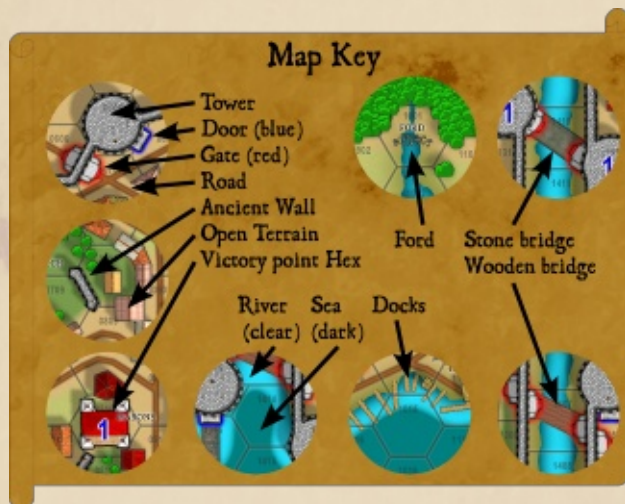 Map Key
Tower
Door (blue)
Gate (red)
Road
Ancient Wall
Open Terrain
Victory point Hex
Ford
Stone bridge
Wooden bridge
River
(clear)
Sea
(dark)
Docks
1
1
1